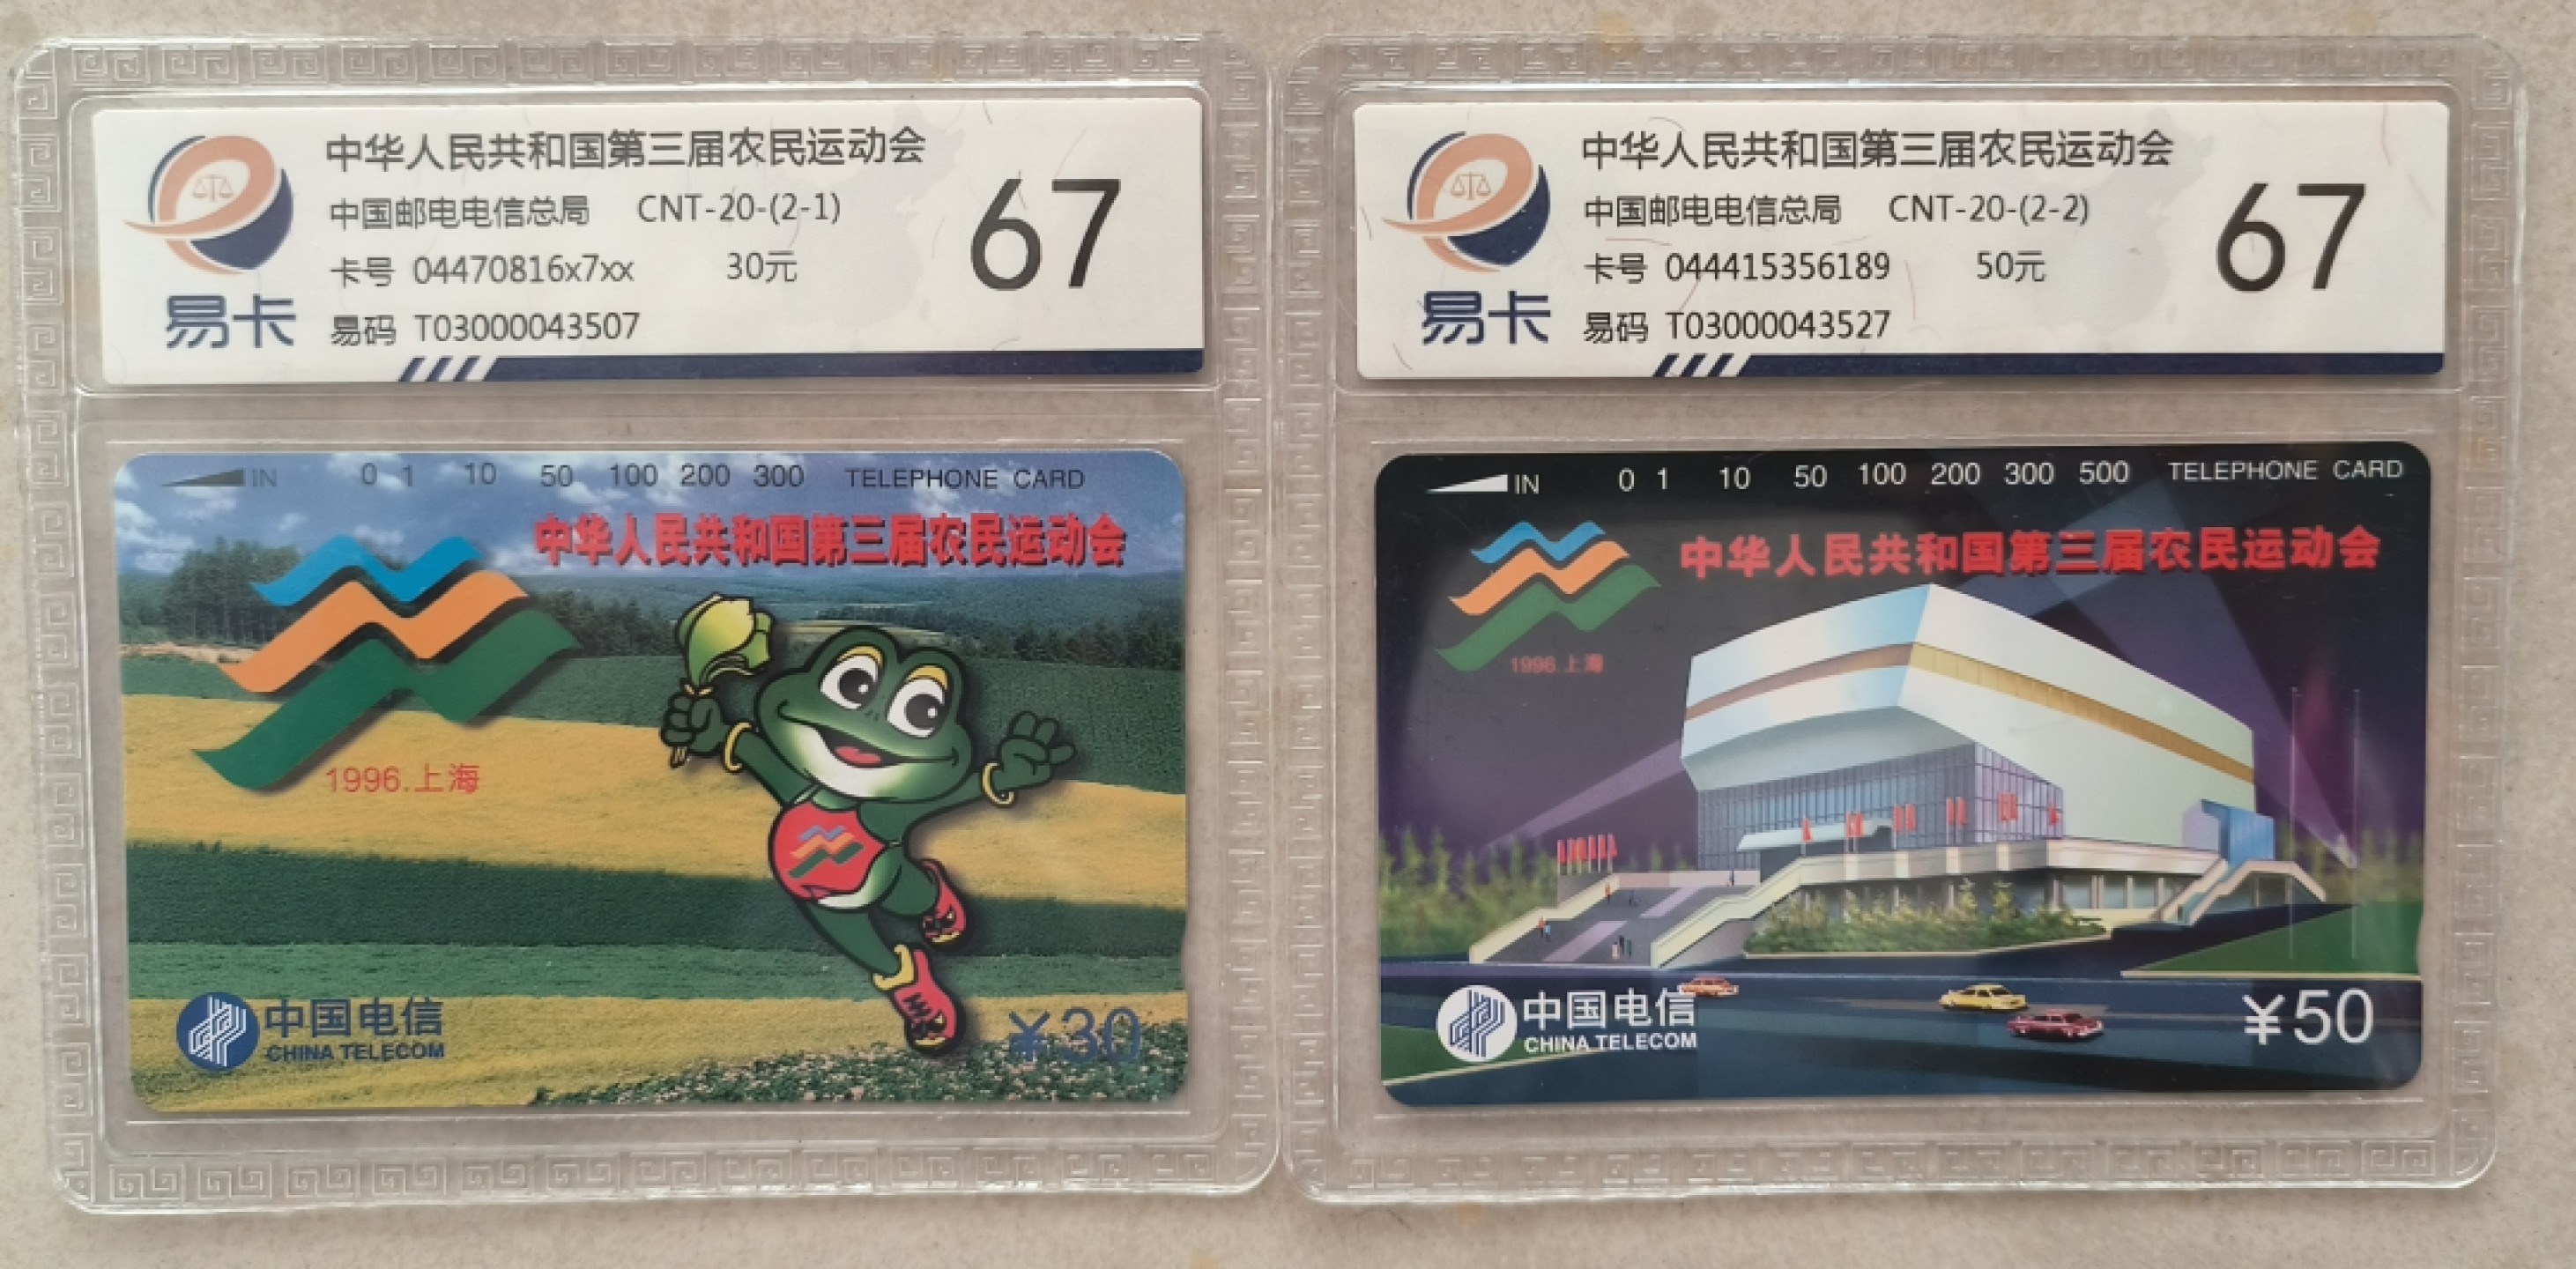 中华人民共和国第三届农民运动会
中国邮电电信总局 CNT-20-(2-1)
卡号 04470816x7xx 30元
易码 T03000043507
易卡
67
IN 0 1 10 50 100 200 300 TELEPHONE CARD
中华人民共和国第三届农民运动会
1996.上海
中国电信
CHINA TELECOM
¥30
中华人民共和国第三届农民运动会
中国邮电电信总局 CNT-20-(2-2)
卡号 044415356189 50元
易码 T03000043527
易卡
67
IN 0 1 10 50 100 200 300 500 TELEPHONE CARD
中华人民共和国第三届农民运动会
1996.上海
中国电信
CHINA TELECOM
¥50